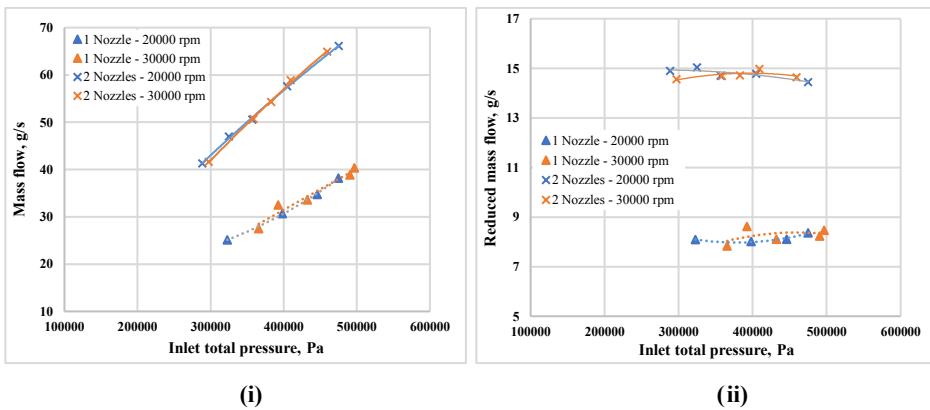 70
60
50
40
30
20
10
Mass flow, g/s
1 Nozzle - 20000 rpm
1 Nozzle - 30000 rpm
2 Nozzles - 20000 rpm
2 Nozzles - 30000 rpm
100000 200000 300000 400000 500000 600000
Inlet total pressure, Pa
(i)
17
15
13
11
9
7
5
Reduced mass flow, g/s
1 Nozzle - 20000 rpm
1 Nozzle - 30000 rpm
2 Nozzles - 20000 rpm
2 Nozzles - 30000 rpm
100000 200000 300000 400000 500000 600000
Inlet total pressure, Pa
(ii)